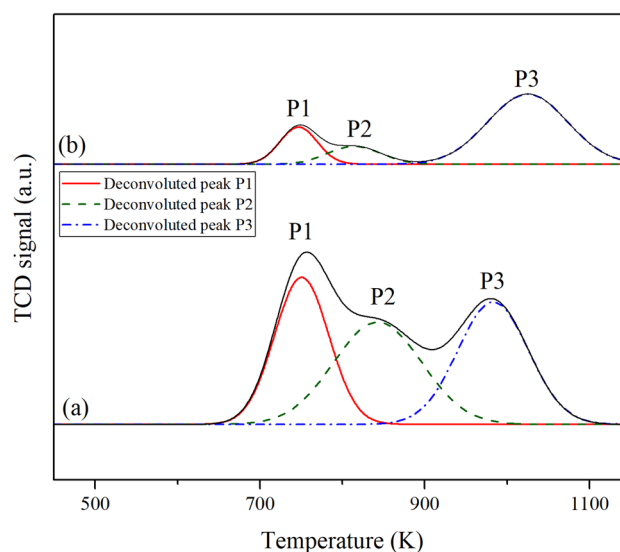 P3
P1
P2
(b)
Deconvoluted peak P1
Deconvoluted peak P2
Deconvoluted peak P3
P1
P2
P3
(a)
TCD signal (a.u.)
500 700 900 1100
Temperature (K)